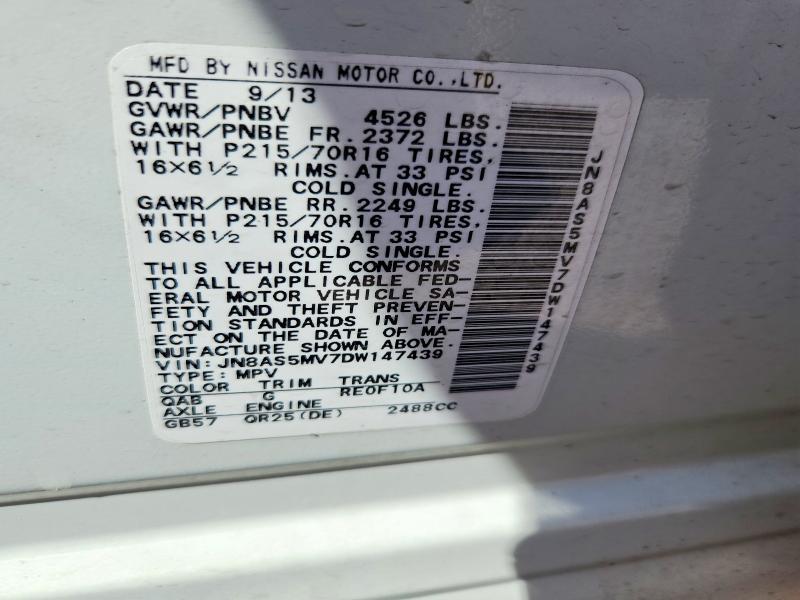 MFD BY NISSAN MOTOR CO.,LTD.
DATE 9/13
GVWR/PNBV 4526 LBS.
GAWR/PNBE FR. 2372 LBS.
WITH P215/70R16 TIRES,
16X6½ RIMS.AT 33 PSI
COLD SINGLE.
GAWR/PNBE RR. 2249 LBS.
WITH P215/70R16 TIRES,
16X6½ RIMS.AT 33 PSI
COLD SINGLE.
THIS VEHICLE CONFORMS
TO ALL APPLICABLE FED-
ERAL MOTOR VEHICLE SA-
FETY AND THEFT PREVEN-
TION STANDARDS IN EFF-
ECT ON THE DATE OF MA-
NUFACTURE SHOWN ABOVE.
VIN: JN8AS5MV7DW147439
TYPE: MPV
COLOR TRIM TRANS
QAB G RE0F10A
AXLE ENGINE
GB57 QR25(DE) 2488CC
JN8AS5MV7DW147439